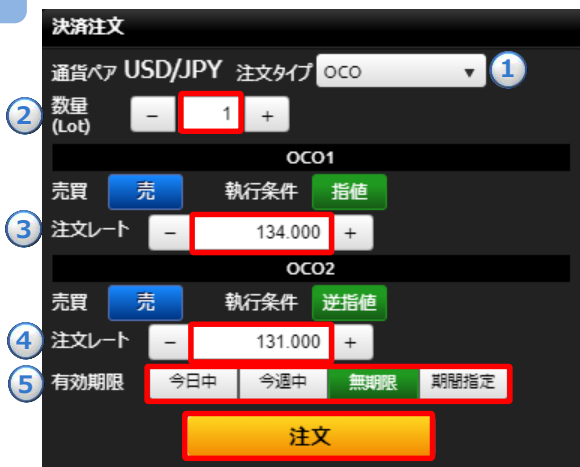 決済注文
通貨ペア USD/JPY 注文タイプ OCO ▼ 1
2 数量 − 1 +
(Lot)
OCO1
売買 売 執行条件 指値
3 注文レート − 134.000 +
OCO2
売買 売 執行条件 逆指値
4 注文レート − 131.000 +
5 有効期限 今日中 今週中 無期限 期間指定
注文